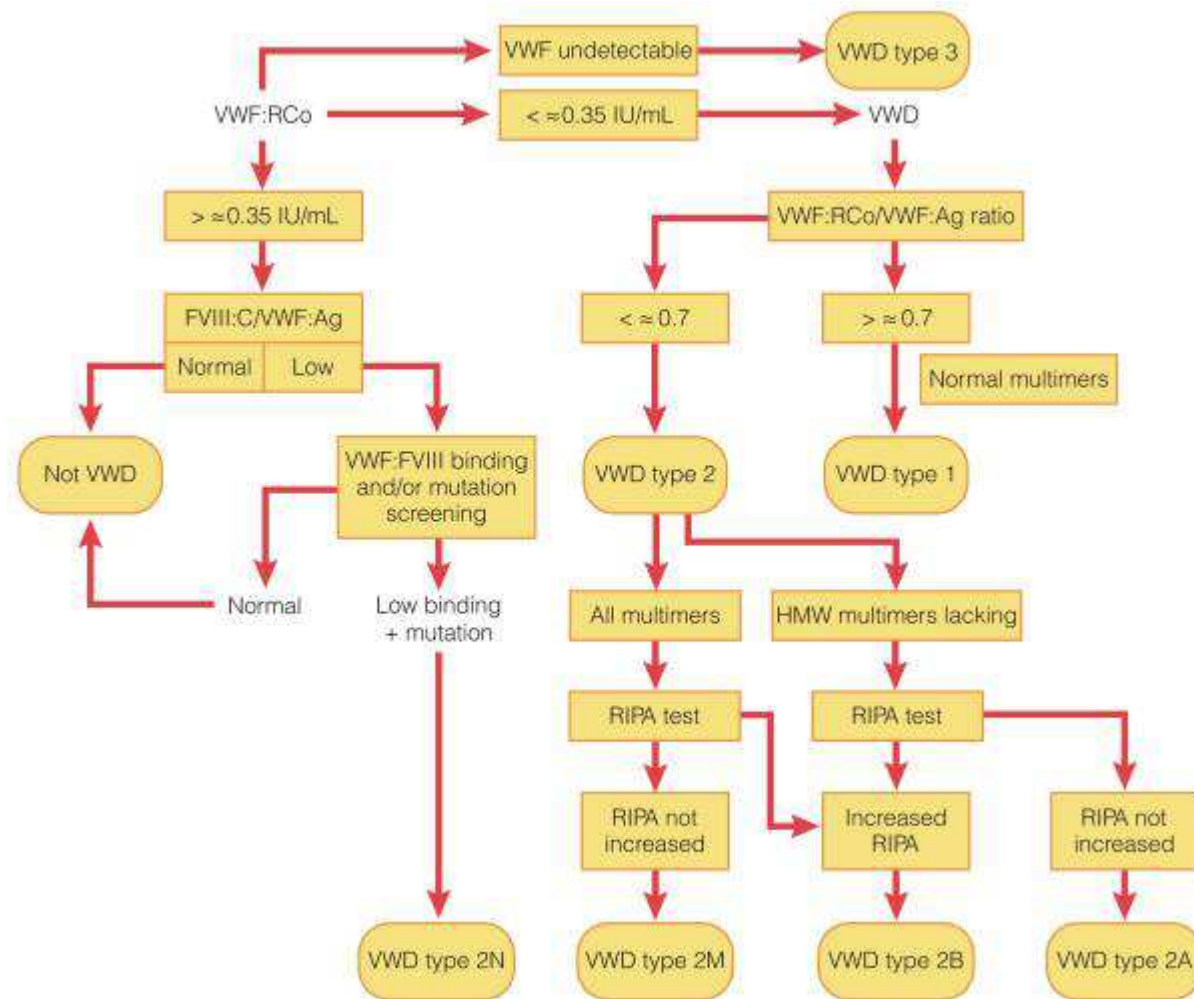 VWF undetectable
VWD type 3
VWF:RCo
< ≈0.35 IU/mL
VWD
> ≈0.35 IU/mL
VWF:RCo/VWF:Ag ratio
FVIII:C/VWF:Ag
Normal
Low
< ≈0.7
> ≈0.7
Normal multimers
Not VWD
VWF:FVIII binding
and/or mutation
screening
VWD type 2
VWD type 1
Normal
Low binding
+ mutation
All multimers
HMW multimers lacking
RIPA test
RIPA test
RIPA not
increased
Increased
RIPA
RIPA not
increased
VWD type 2N
VWD type 2M
VWD type 2B
VWD type 2A